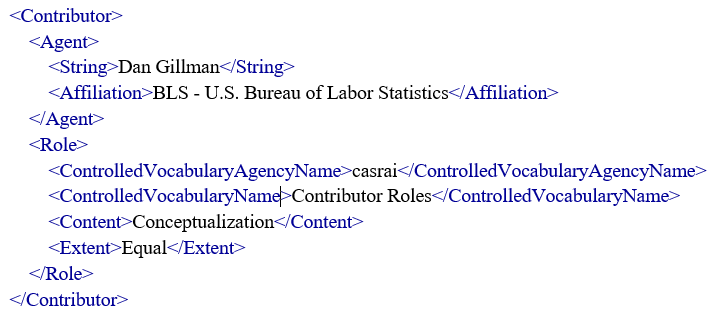 <Contributor>
<Agent>
<String>Dan Gillman</String>
<Affiliation>BLS - U.S. Bureau of Labor Statistics</Affiliation>
</Agent>
<Role>
<ControlledVocabularyAgencyName>casrai</ControlledVocabularyAgencyName>
<ControlledVocabularyName>Contributor Roles</ControlledVocabularyName>
<Content>Conceptualization</Content>
<Extent>Equal</Extent>
</Role>
</Contributor>